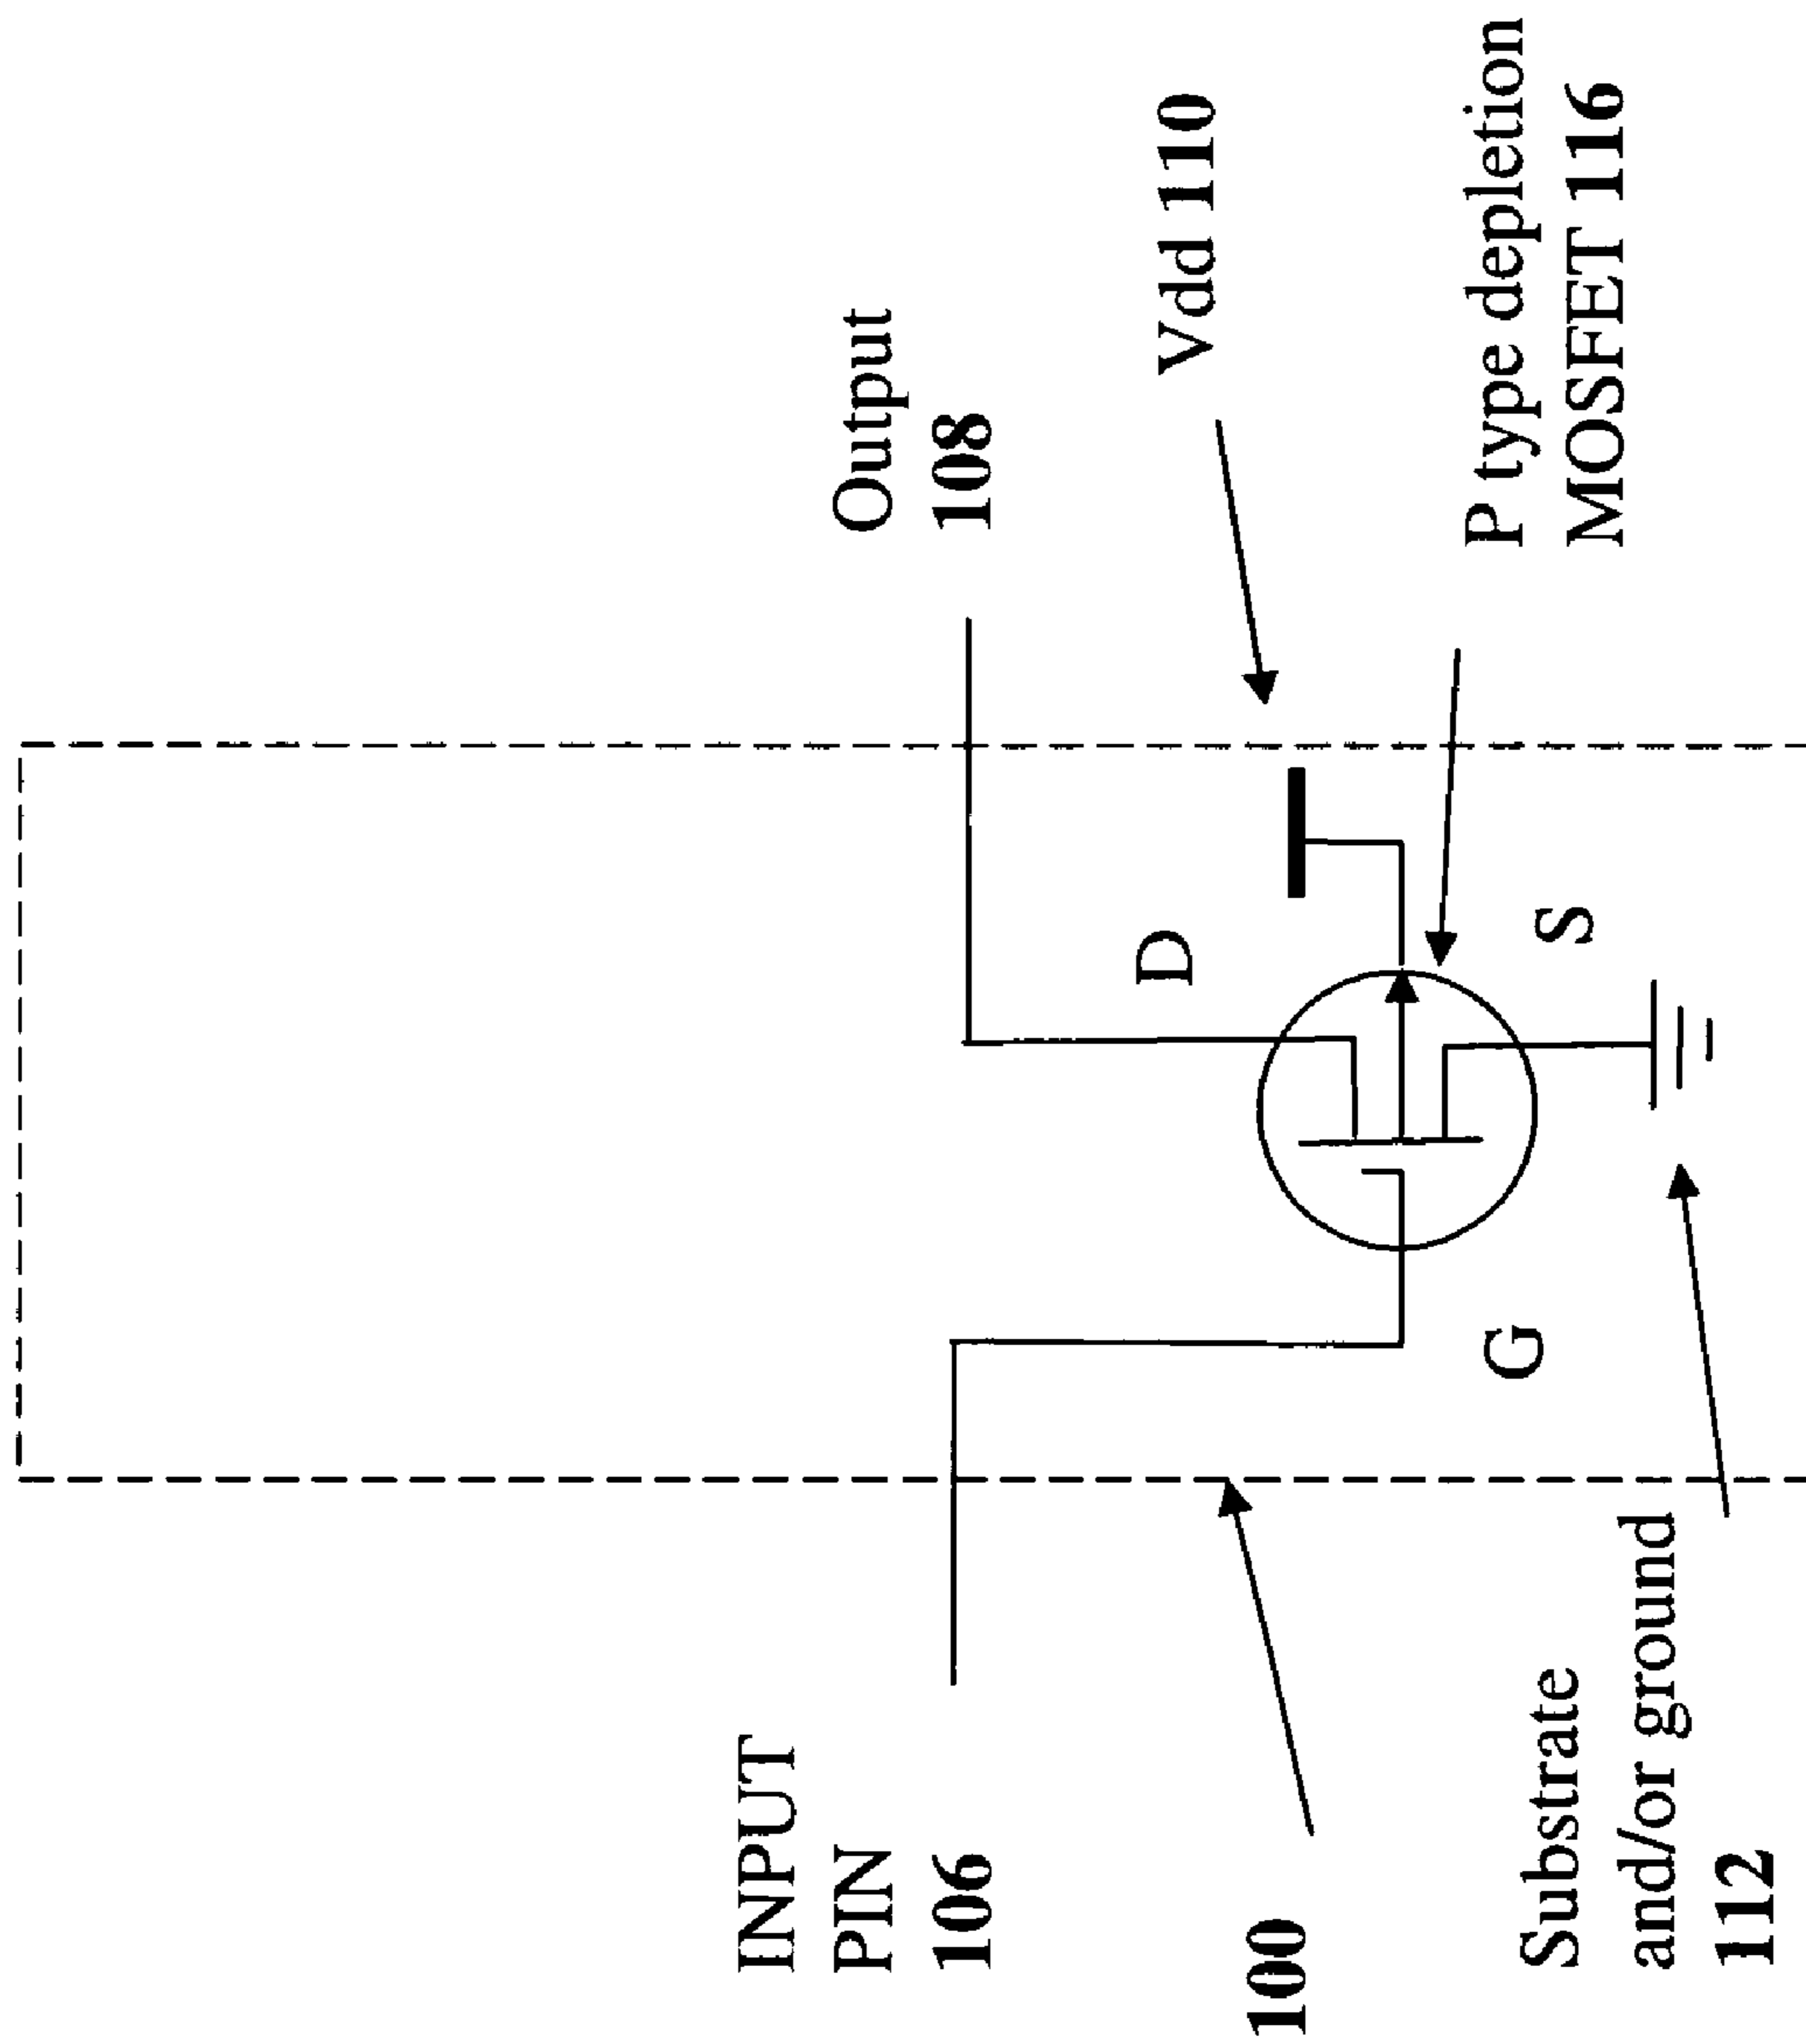 INPUT
PIN
106
100
Substrate
and/or ground
112
G
D
S
Output
108
Vdd 110
P type depletion
MOSFET 116